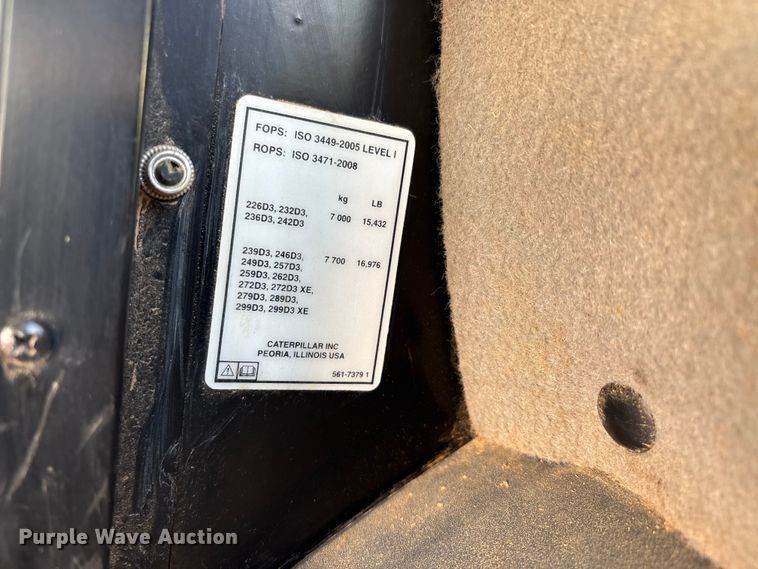 FOPS: ISO 3449-2005 LEVEL I
ROPS: ISO 3471-2008
kg LB
226D3, 232D3,
236D3, 242D3
7 000 15,432
239D3, 246D3,
7 700 16,976
249D3, 257D3,
259D3, 262D3,
272D3, 272D3 XE,
279D3, 289D3,
299D3, 299D3 XE
CATERPILLAR INC
PEORIA, ILLINOIS USA
561-7379 1
Purple Wave Auction